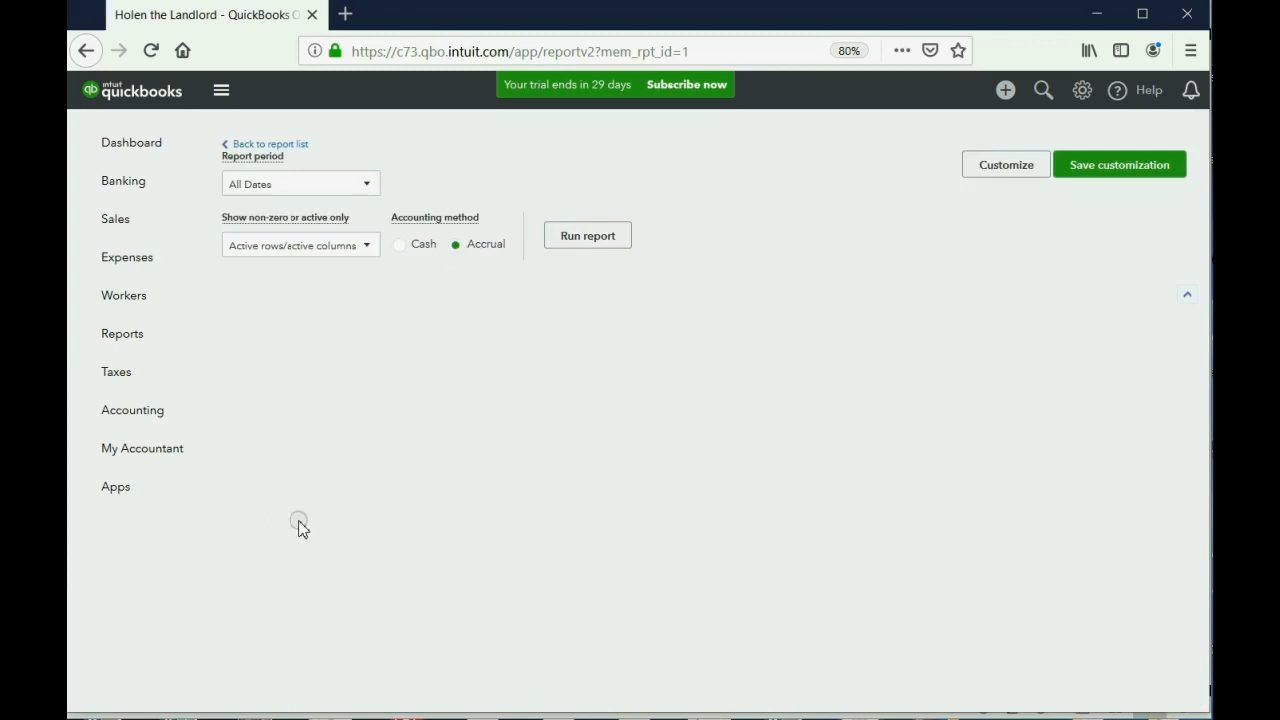 Holen the Landlord - QuickBooks O
https://c73.qbo.intuit.com/app/reportv2?mem_rpt_id=1
80%
qb intuit quickbooks
Your trial ends in 29 days Subscribe now
Help
Dashboard
Banking
Sales
Expenses
Workers
Reports
Taxes
Accounting
My Accountant
Apps
Back to report list
Report period
All Dates
Customize
Save customization
Show non-zero or active only
Accounting method
Active rows/active columns
Cash
Accrual
Run report